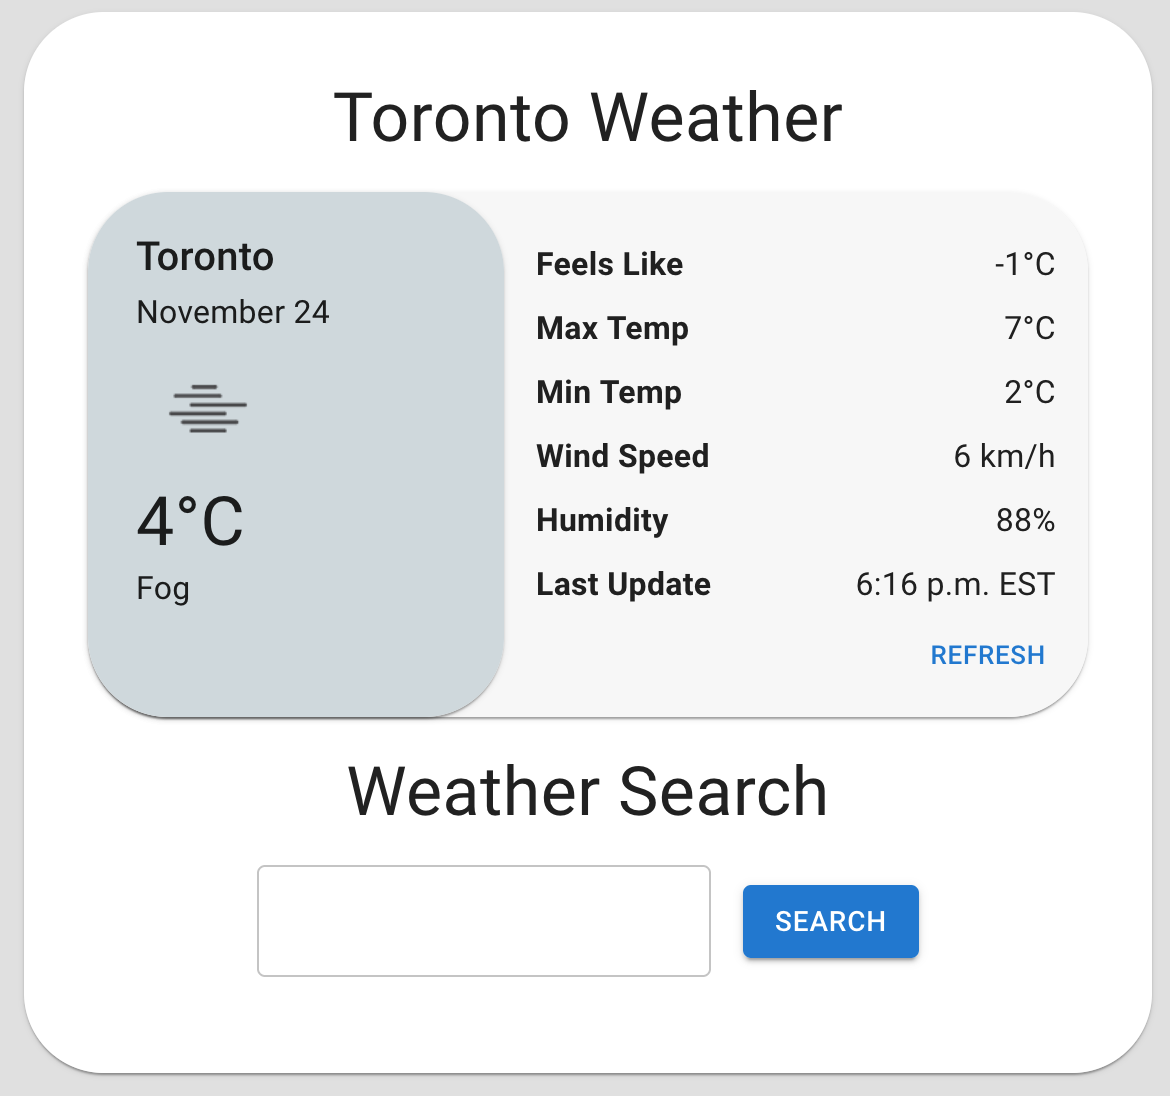 Toronto Weather
Toronto
November 24
4°C
Fog
Feels Like -1°C
Max Temp 7°C
Min Temp 2°C
Wind Speed 6 km/h
Humidity 88%
Last Update 6:16 p.m. EST
REFRESH
Weather Search
SEARCH